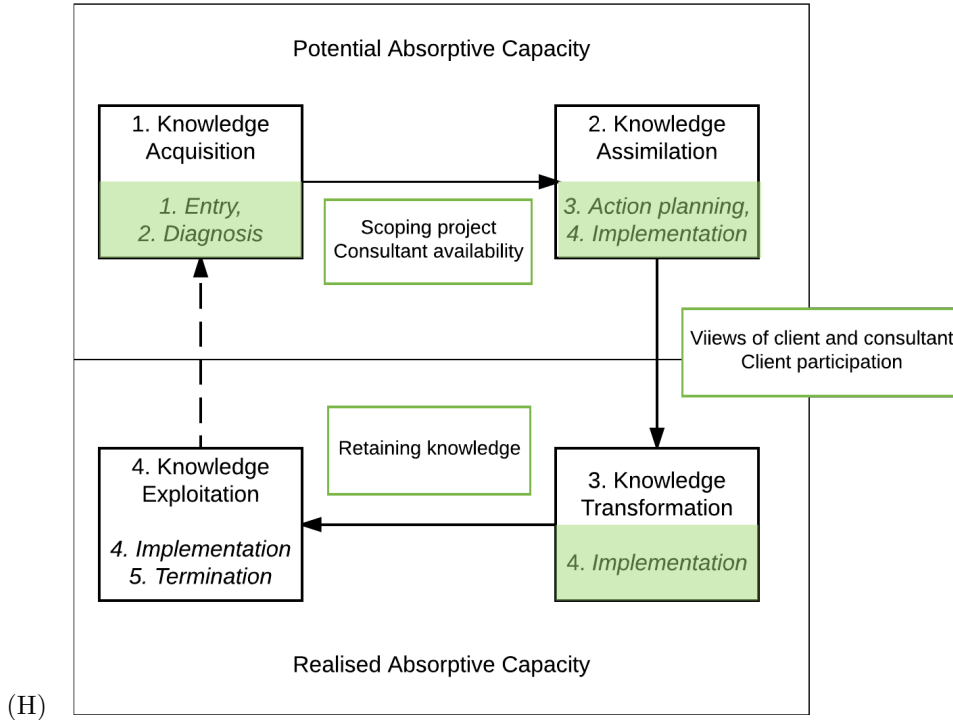 Potential Absorptive Capacity
1. Knowledge
Acquisition
1. Entry,
2. Diagnosis
2. Knowledge
Assimilation
3. Action planning,
4. Implementation
Scoping project
Consultant availability
Viiews of client and consultant
Client participation
Retaining knowledge
4. Knowledge
Exploitation
4. Implementation
5. Termination
3. Knowledge
Transformation
4. Implementation
Realised Absorptive Capacity
(H)